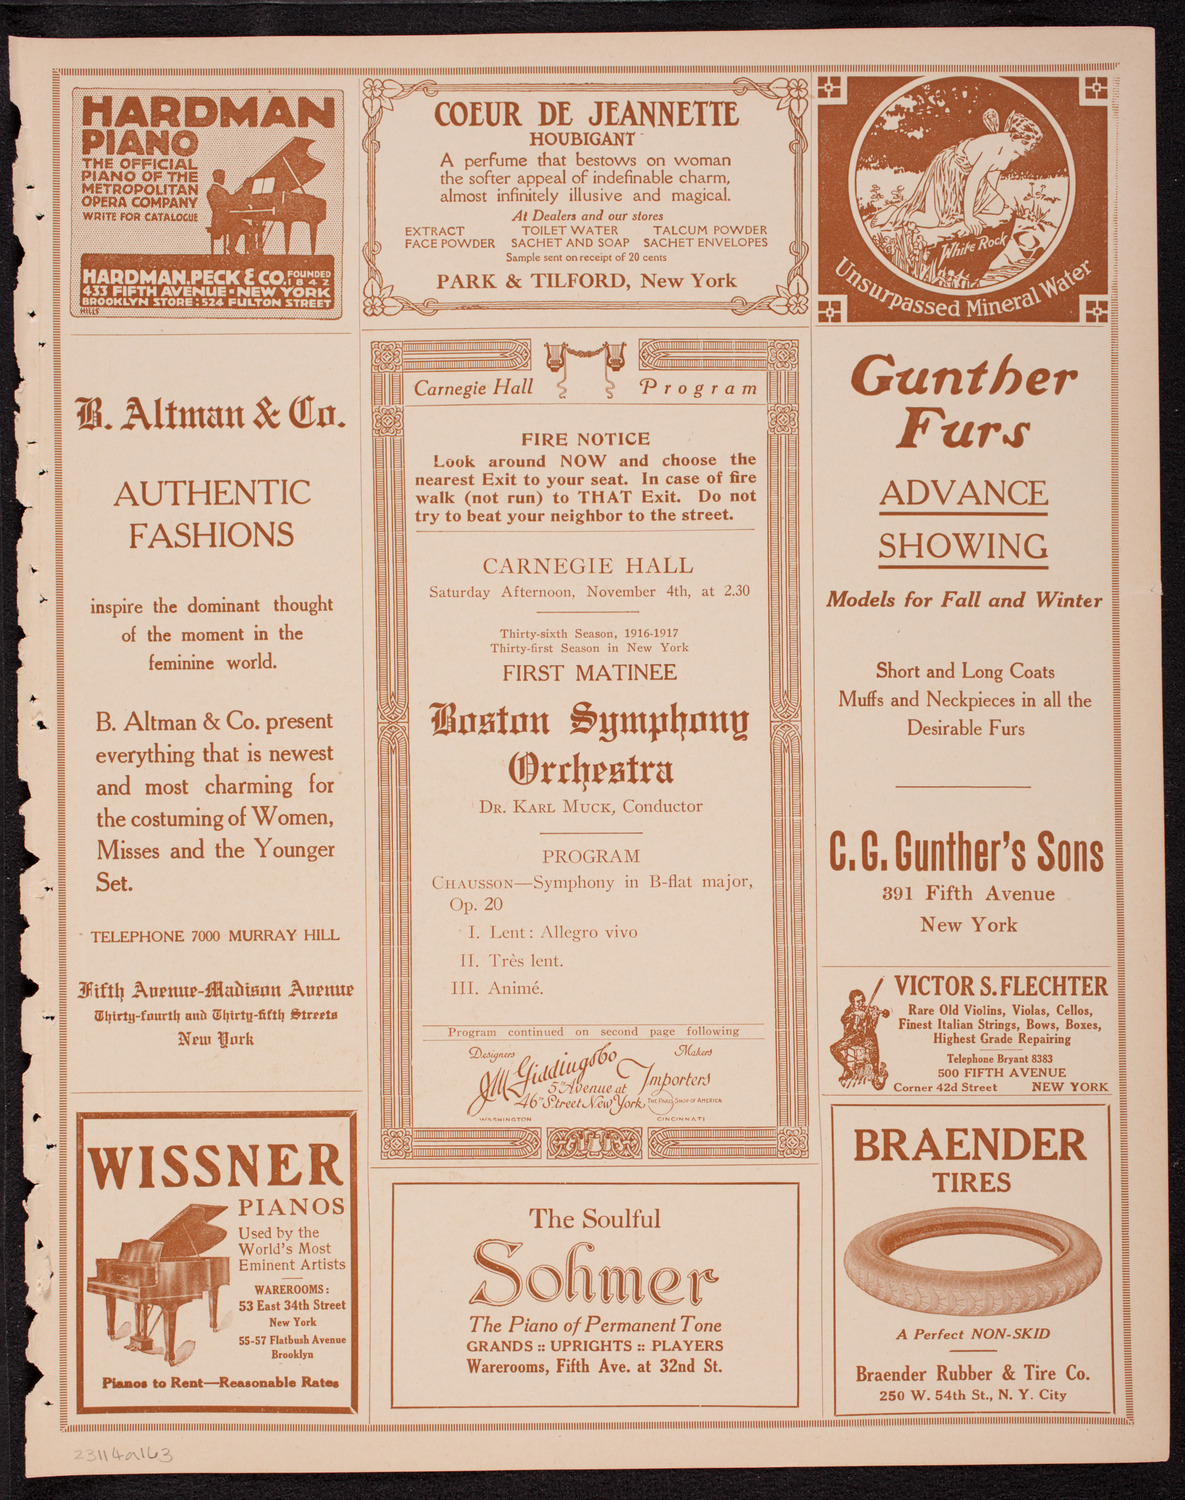 HARDMAN
PIANO
THE OFFICIAL
PIANO OF THE
METROPOLITAN
OPERA COMPANY
WRITE FOR CATALOGUE
HARDMAN, PECK & CO. FOUNDED 1842
433 FIFTH AVENUE • NEW YORK
BROOKLYN STORE: 524 FULTON STREET
HILLS
COEUR DE JEANNETTE
HOUBIGANT
A perfume that bestows on woman
the softer appeal of indefinable charm,
almost infinitely illusive and magical.
At Dealers and our stores
EXTRACT TOILET WATER TALCUM POWDER
FACE POWDER SACHET AND SOAP SACHET ENVELOPES
Sample sent on receipt of 20 cents
PARK & TILFORD, New York
White Rock
Unsurpassed Mineral Water
B. Altman & Co.
AUTHENTIC
FASHIONS
inspire the dominant thought
of the moment in the
feminine world.
B. Altman & Co. present
everything that is newest
and most charming for
the costuming of Women,
Misses and the Younger
Set.
TELEPHONE 7000 MURRAY HILL
Fifth Avenue-Madison Avenue
Thirty-fourth and Thirty-fifth Streets
New York
WISSNER
PIANOS
Used by the
World's Most
Eminent Artists
WAREROOMS:
53 East 34th Street
New York
55-57 Flatbush Avenue
Brooklyn
Pianos to Rent—Reasonable Rates
Carnegie Hall Program
FIRE NOTICE
Look around NOW and choose the
nearest Exit to your seat. In case of fire
walk (not run) to THAT Exit. Do not
try to beat your neighbor to the street.
CARNEGIE HALL
Saturday Afternoon, November 4th, at 2.30
Thirty-sixth Season, 1916-1917
Thirty-first Season in New York
FIRST MATINEE
Boston Symphony
Orchestra
DR. KARL MUCK, Conductor
PROGRAM
CHAUSSON—Symphony in B-flat major,
Op. 20
I. Lent: Allegro vivo
II. Très lent.
III. Animé.
Program continued on second page following
Designers Makers
J.M. Giddings & Co Importers
5th Avenue at
46th Street New York THE PARIS SHOP OF AMERICA
WASHINGTON CINCINNATI
The Soulful
Sohmer
The Piano of Permanent Tone
GRANDS :: UPRIGHTS :: PLAYERS
Warerooms, Fifth Ave. at 32nd St.
Gunther
Furs
ADVANCE
SHOWING
Models for Fall and Winter
Short and Long Coats
Muffs and Neckpieces in all the
Desirable Furs
C.G. Gunther's Sons
391 Fifth Avenue
New York
VICTOR S. FLECHTER
Rare Old Violins, Violas, Cellos,
Finest Italian Strings, Bows, Boxes,
Highest Grade Repairing
Telephone Bryant 8383
500 FIFTH AVENUE
Corner 42d Street NEW YORK
BRAENDER
TIRES
A Perfect NON-SKID
Braender Rubber & Tire Co.
250 W. 54th St., N. Y. City
23114a163